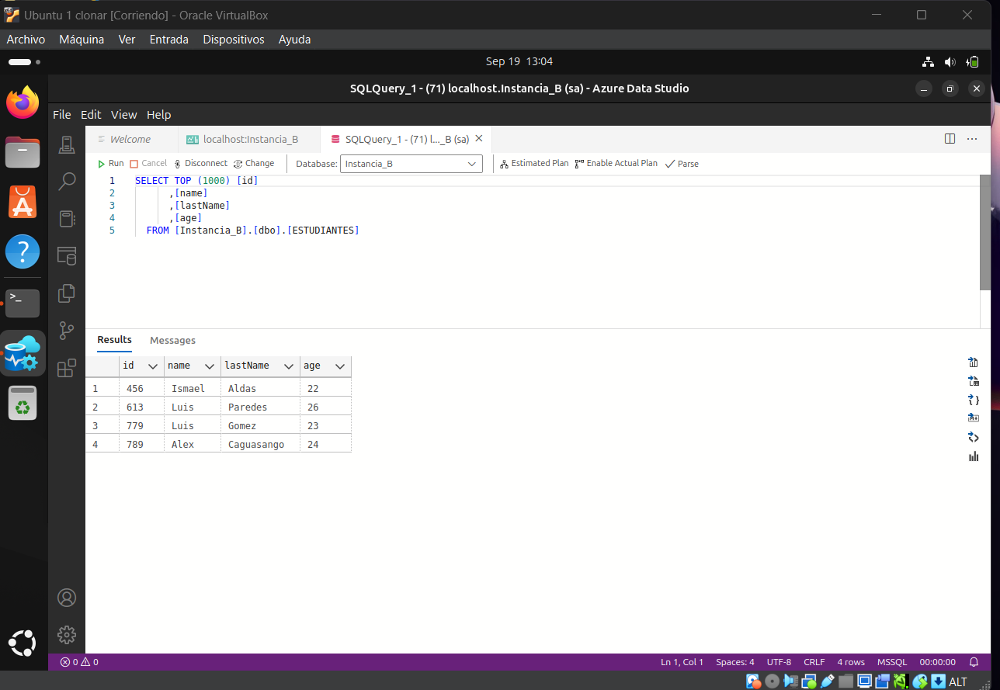 Ubuntu 1 clonar [Corriendo] - Oracle VirtualBox
Archivo Máquina Ver Entrada Dispositivos Ayuda
Sep 19 13:04
SQLQuery_1 - (71) localhost.Instancia_B (sa) - Azure Data Studio
File Edit View Help
Welcome localhost:Instancia_B SQLQuery_1 - (71) l..._B (sa)
Run Cancel Disconnect Change Database: Instancia_B Estimated Plan Enable Actual Plan Parse
1 SELECT TOP (1000) [id]
2 ,[name]
3 ,[lastName]
4 ,[age]
5 FROM [Instancia_B].[dbo].[ESTUDIANTES]
Results Messages
id name lastName age
1 456 Ismael Aldas 22
2 613 Luis Paredes 26
3 779 Luis Gomez 23
4 789 Alex Caguasango 24
0 0 Ln 1, Col 1 Spaces: 4 UTF-8 CRLF 4 rows MSSQL 00:00:00
ALT